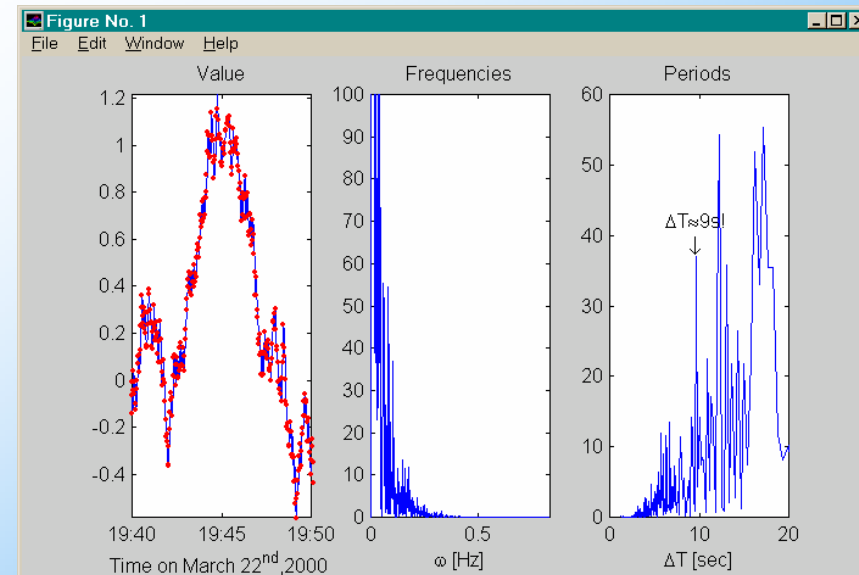 Figure No. 1
File Edit Window Help
Value
1.2
1
0.8
0.6
0.4
0.2
0
-0.2
-0.4
19:40 19:45 19:50
Time on March 22nd,2000
Frequencies
100
90
80
70
60
50
40
30
20
10
0
0 0.5
ω [Hz]
Periods
60
50
40
30
20
10
0
ΔT≈9s!
0 10 20
ΔT [sec]